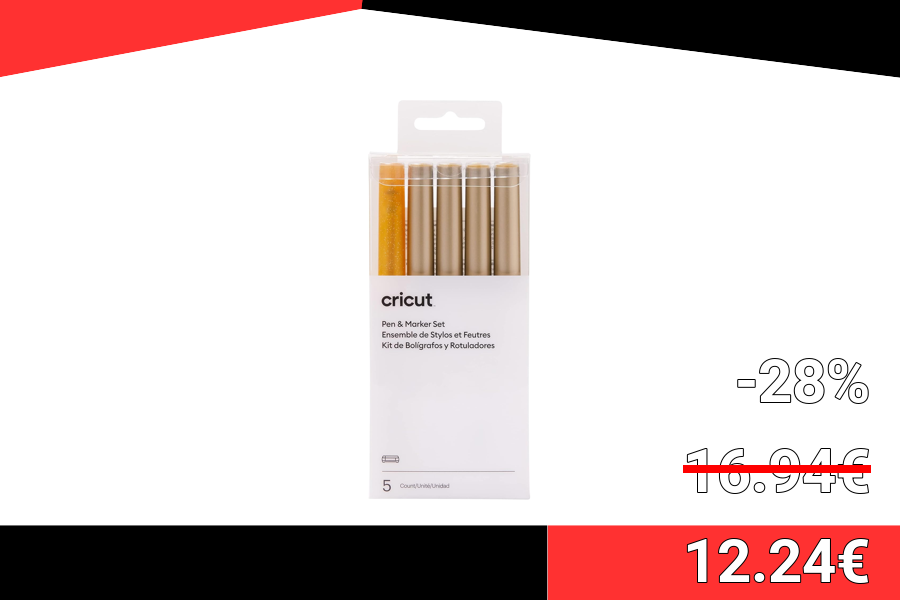 cricut
Pen & Marker Set
Ensemble de Stylos et Feutres
Kit de Bolígrafos y Rotuladores
5 Count/Unité/Unidad
-28%
16.94€
12.24€